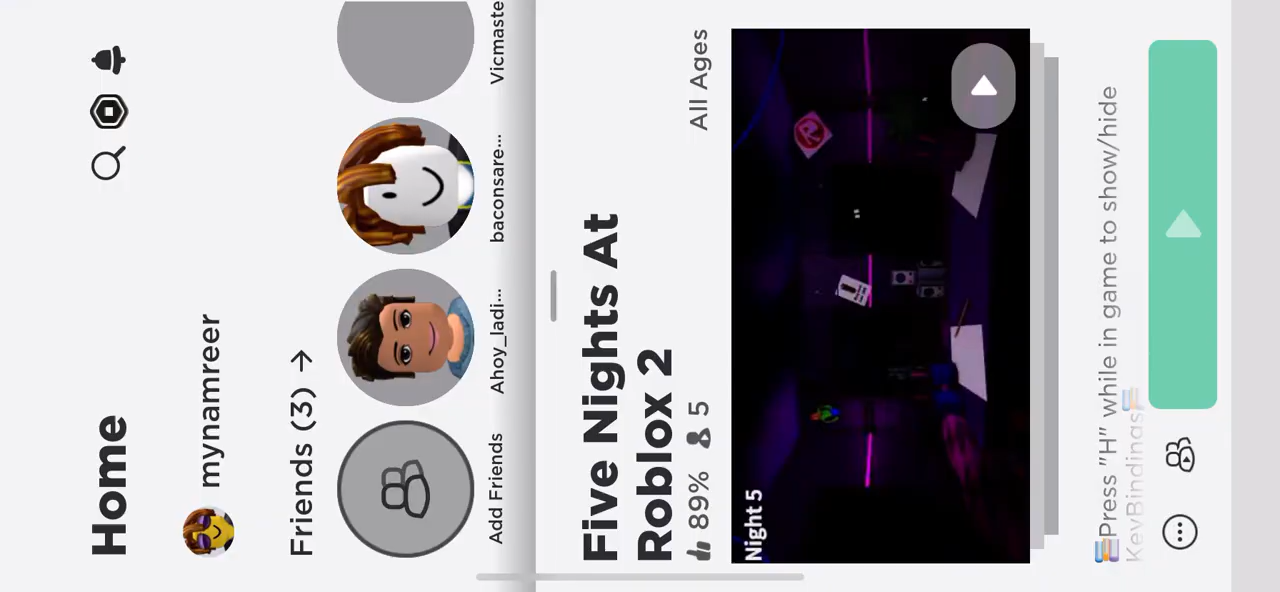 Home
mynamreer
Friends (3) →
Add Friends
Ahoy_ladi...
baconsare...
Vicmaste
Five Nights At
Roblox 2
89% 5
All Ages
Night 5
Press "H" while in game to show/hide
KeyBindings